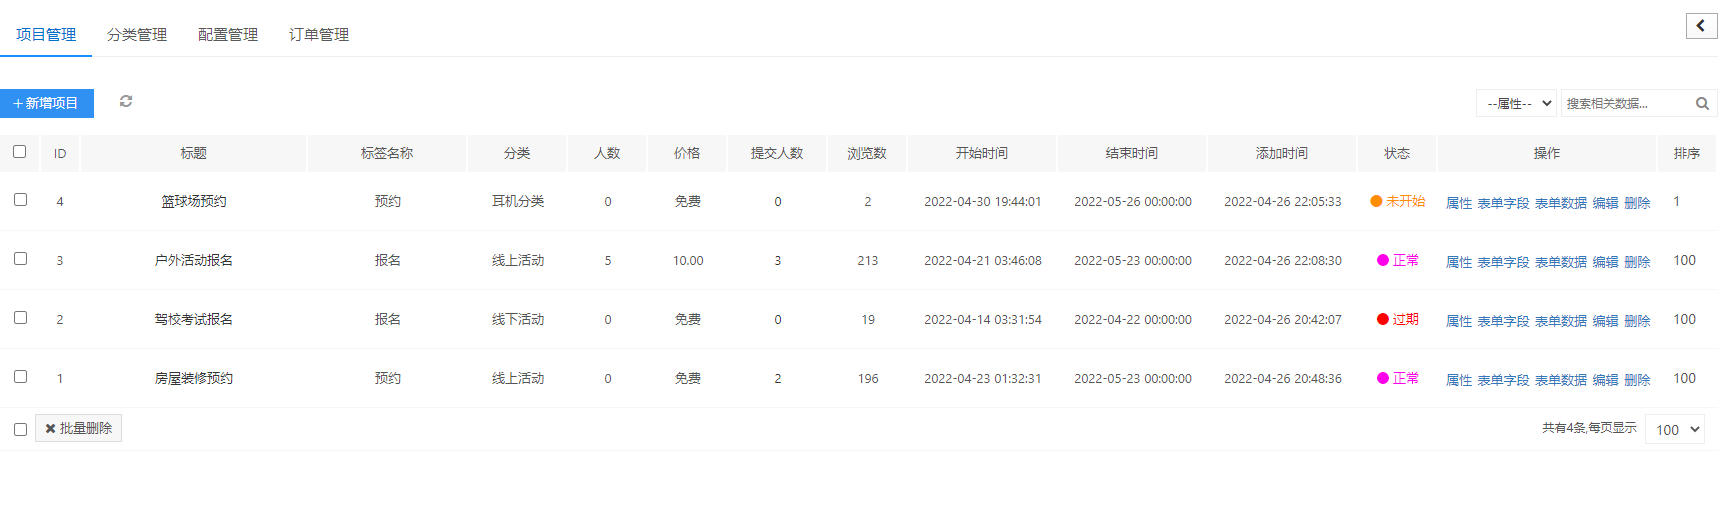 项目管理 分类管理 配置管理 订单管理
+ 新增项目 --属性-- 搜索相关数据...
ID 标题 标签名称 分类 人数 价格 提交人数 浏览数 开始时间 结束时间 添加时间 状态 操作 排序
4 篮球场预约 预约 耳机分类 0 免费 0 2 2022-04-30 19:44:01 2022-05-26 00:00:00 2022-04-26 22:05:33 未开始 属性 表单字段 表单数据 编辑 删除 1
3 户外活动报名 报名 线上活动 5 10.00 3 213 2022-04-21 03:46:08 2022-05-23 00:00:00 2022-04-26 22:08:30 正常 属性 表单字段 表单数据 编辑 删除 100
2 驾校考试报名 报名 线下活动 0 免费 0 19 2022-04-14 03:31:54 2022-04-22 00:00:00 2022-04-26 20:42:07 过期 属性 表单字段 表单数据 编辑 删除 100
1 房屋装修预约 预约 线上活动 0 免费 2 196 2022-04-23 01:32:31 2022-05-23 00:00:00 2022-04-26 20:48:36 正常 属性 表单字段 表单数据 编辑 删除 100
批量删除 共有4条,每页显示 100